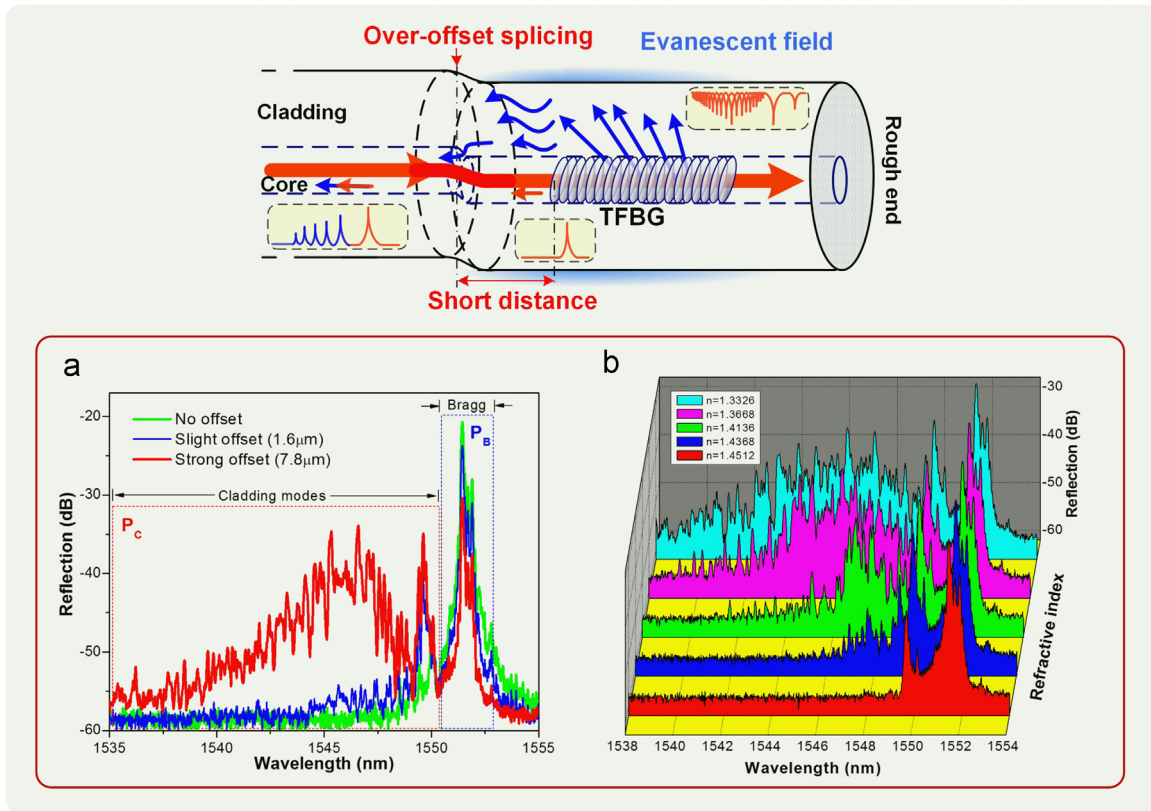 Over-offset splicing
Evanescent field
Cladding
Core
TFBG
Rough end
Short distance
a
No offset
Slight offset (1.6μm)
Strong offset (7.8μm)
Bragg
P_B
Cladding modes
P_C
-20
-30
-40
-50
-60
Reflection (dB)
1535 1540 1545 1550 1555
Wavelength (nm)
b
n=1.3326
n=1.3668
n=1.4136
n=1.4368
n=1.4512
-30
-40
-50
-60
Reflection (dB)
Refractive index
1538 1540 1542 1544 1546 1548 1550 1552 1554
Wavelength (nm)